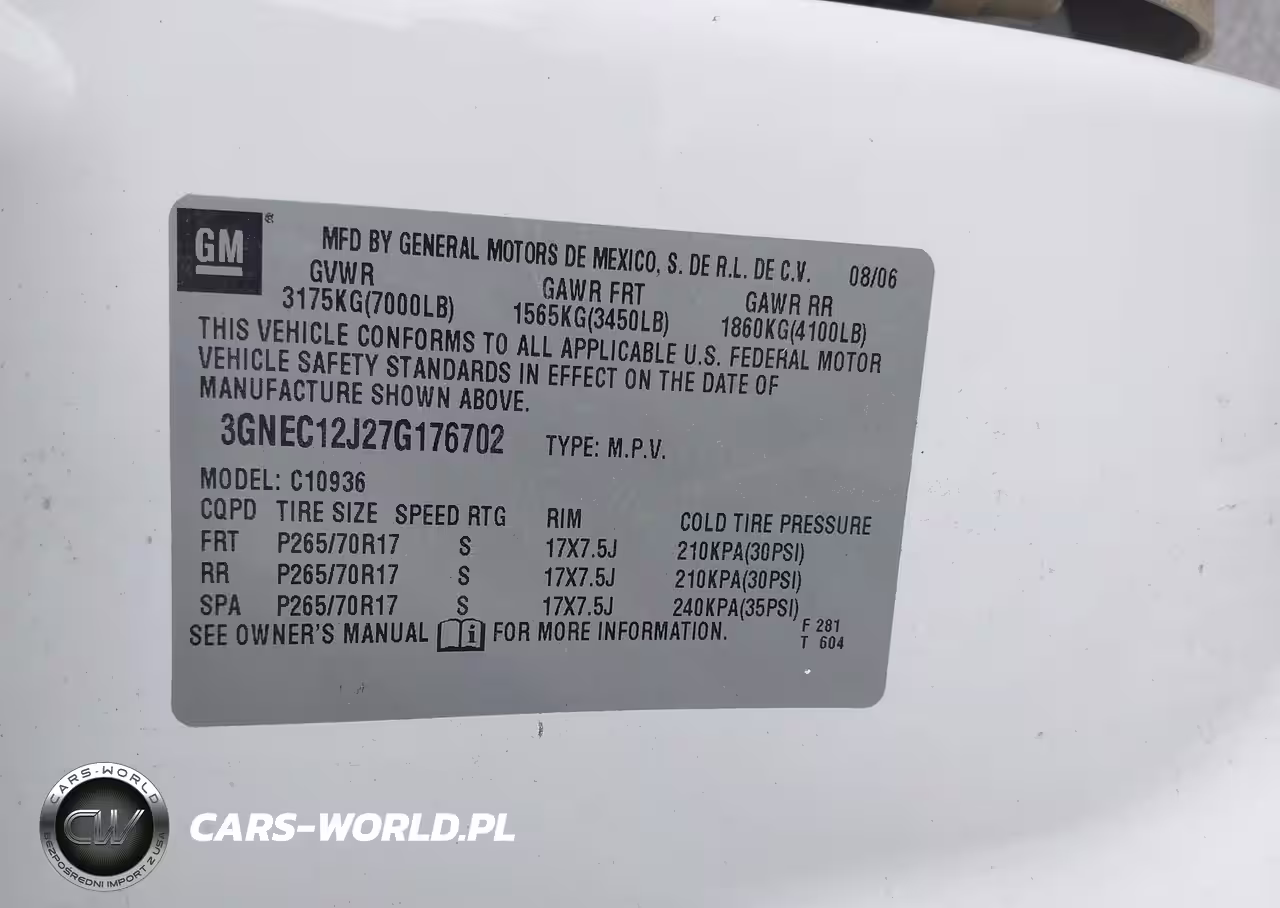 GM ®
MFD BY GENERAL MOTORS DE MEXICO, S. DE R.L. DE C.V. 08/06
GVWR GAWR FRT GAWR RR
3175KG(7000LB) 1565KG(3450LB) 1860KG(4100LB)
THIS VEHICLE CONFORMS TO ALL APPLICABLE U.S. FEDERAL MOTOR
VEHICLE SAFETY STANDARDS IN EFFECT ON THE DATE OF
MANUFACTURE SHOWN ABOVE.
3GNEC12J27G176702 TYPE: M.P.V.
MODEL: C10936
CQPD TIRE SIZE SPEED RTG RIM COLD TIRE PRESSURE
FRT P265/70R17 S 17X7.5J 210KPA(30PSI)
RR P265/70R17 S 17X7.5J 210KPA(30PSI)
SPA P265/70R17 S 17X7.5J 240KPA(35PSI)
SEE OWNER'S MANUAL i FOR MORE INFORMATION.
F 281
T 604
CARS-WORLD
CW
BEZPOŚREDNI IMPORT Z USA
CARS-WORLD.PL